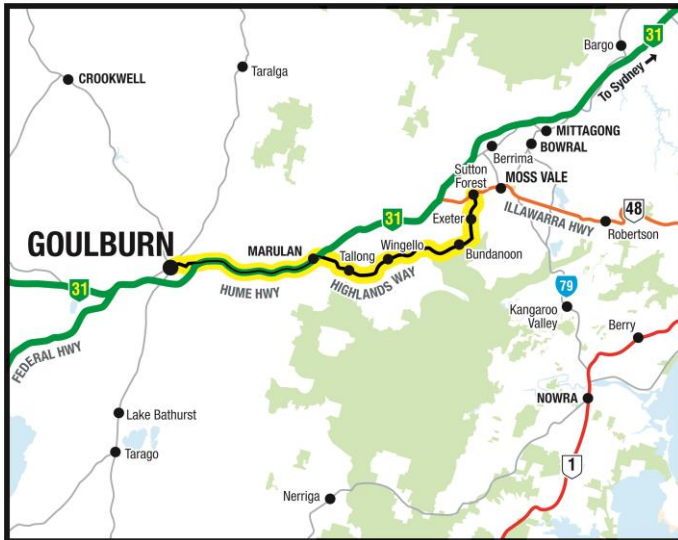 Bargo
31
To Sydney
CROOKWELL
Taralga
MITTAGONG
BOWRAL
Berrima
Sutton
Forest
MOSS VALE
31
Exeter
ILLAWARRA HWY
48
Robertson
GOULBURN
MARULAN
Tallong
Wingello
Bundanoon
HIGHLANDS WAY
HUME HWY
31
FEDERAL HWY
79
Kangaroo
Valley
Berry
Lake Bathurst
NOWRA
Tarago
1
Nerriga